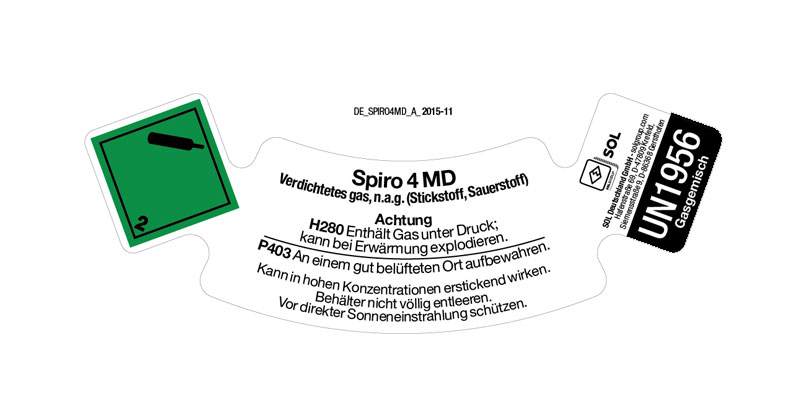 DE_SPIRO4MD_A_ 2015-11
2
Spiro 4 MD
Verdichtetes gas, n.a.g. (Stickstoff, Sauerstoff)
Achtung
H280 Enthält Gas unter Druck;
kann bei Erwärmung explodieren.
P403 An einem gut belüfteten Ort aufbewahren.
Kann in hohen Konzentrationen erstickend wirken.
Behälter nicht völlig entleeren.
Vor direkter Sonneneinstrahlung schützen.
SOL
SOL Deutschland GmbH - solgroup.com
Hafenstraße 69, D-47809 Krefeld,
Siemensstraße 9, D-86368 Gersthofen
UN1956
Gasgemisch